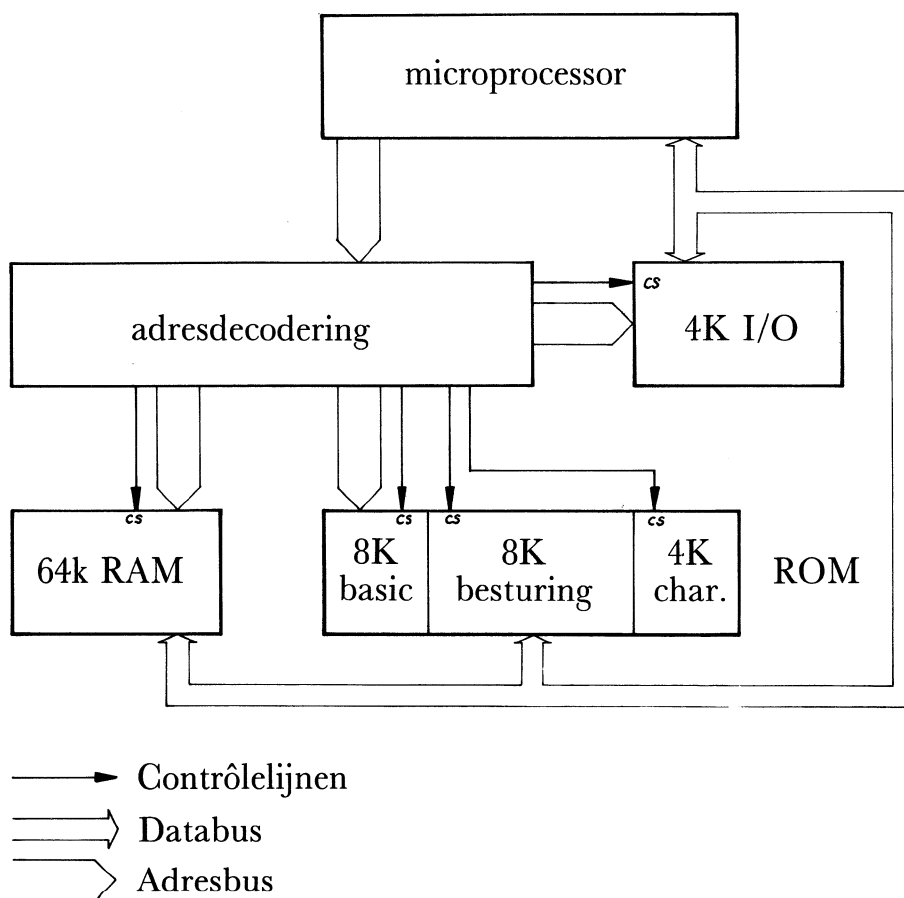 microprocessor
adresdecodering
cs
4K I/O
cs
64k RAM
cs
8K
basic
cs
8K
besturing
cs
4K
char.
ROM
Contrôlelijnen
Databus
Adresbus